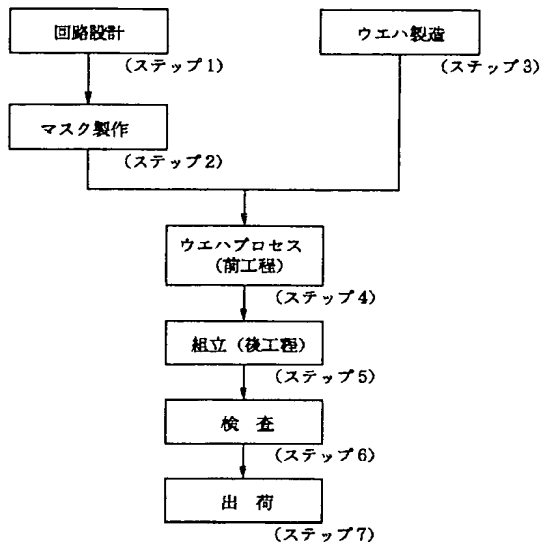 回路設計
(ステップ1)
ウエハ製造
(ステップ3)
マスク製作
(ステップ2)
ウエハプロセス
(前工程)
(ステップ4)
組立(後工程)
(ステップ5)
検 査
(ステップ6)
出 荷
(ステップ7)